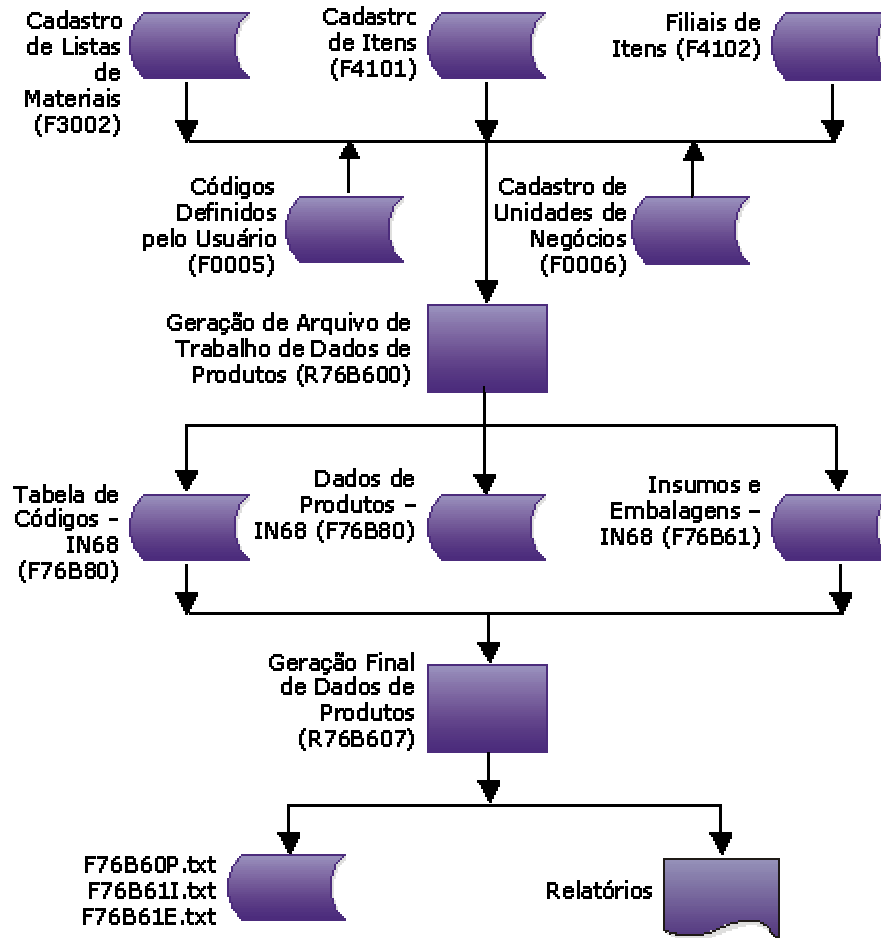 Cadastro
de Listas
de
Materiais
(F3002)
Cadastrc
de Itens
(F4101)
Filiais de
Itens (F4102)
Códigos
Definidos
pelo Usuário
(F0005)
Cadastro de
Unidades de
Negócios
(F0006)
Geração de Arquivo de
Trabalho de Dados de
Produtos (R76B600)
Tabela de
Códigos –
IN68
(F76B80)
Dados de
Produtos –
IN68 (F76B80)
Insumos e
Embalagens –
IN68 (F76B61)
Geração Final
de Dados de
Produtos
(R76B607)
F76B60P.txt
F76B61I.txt
F76B61E.txt
Relatórios